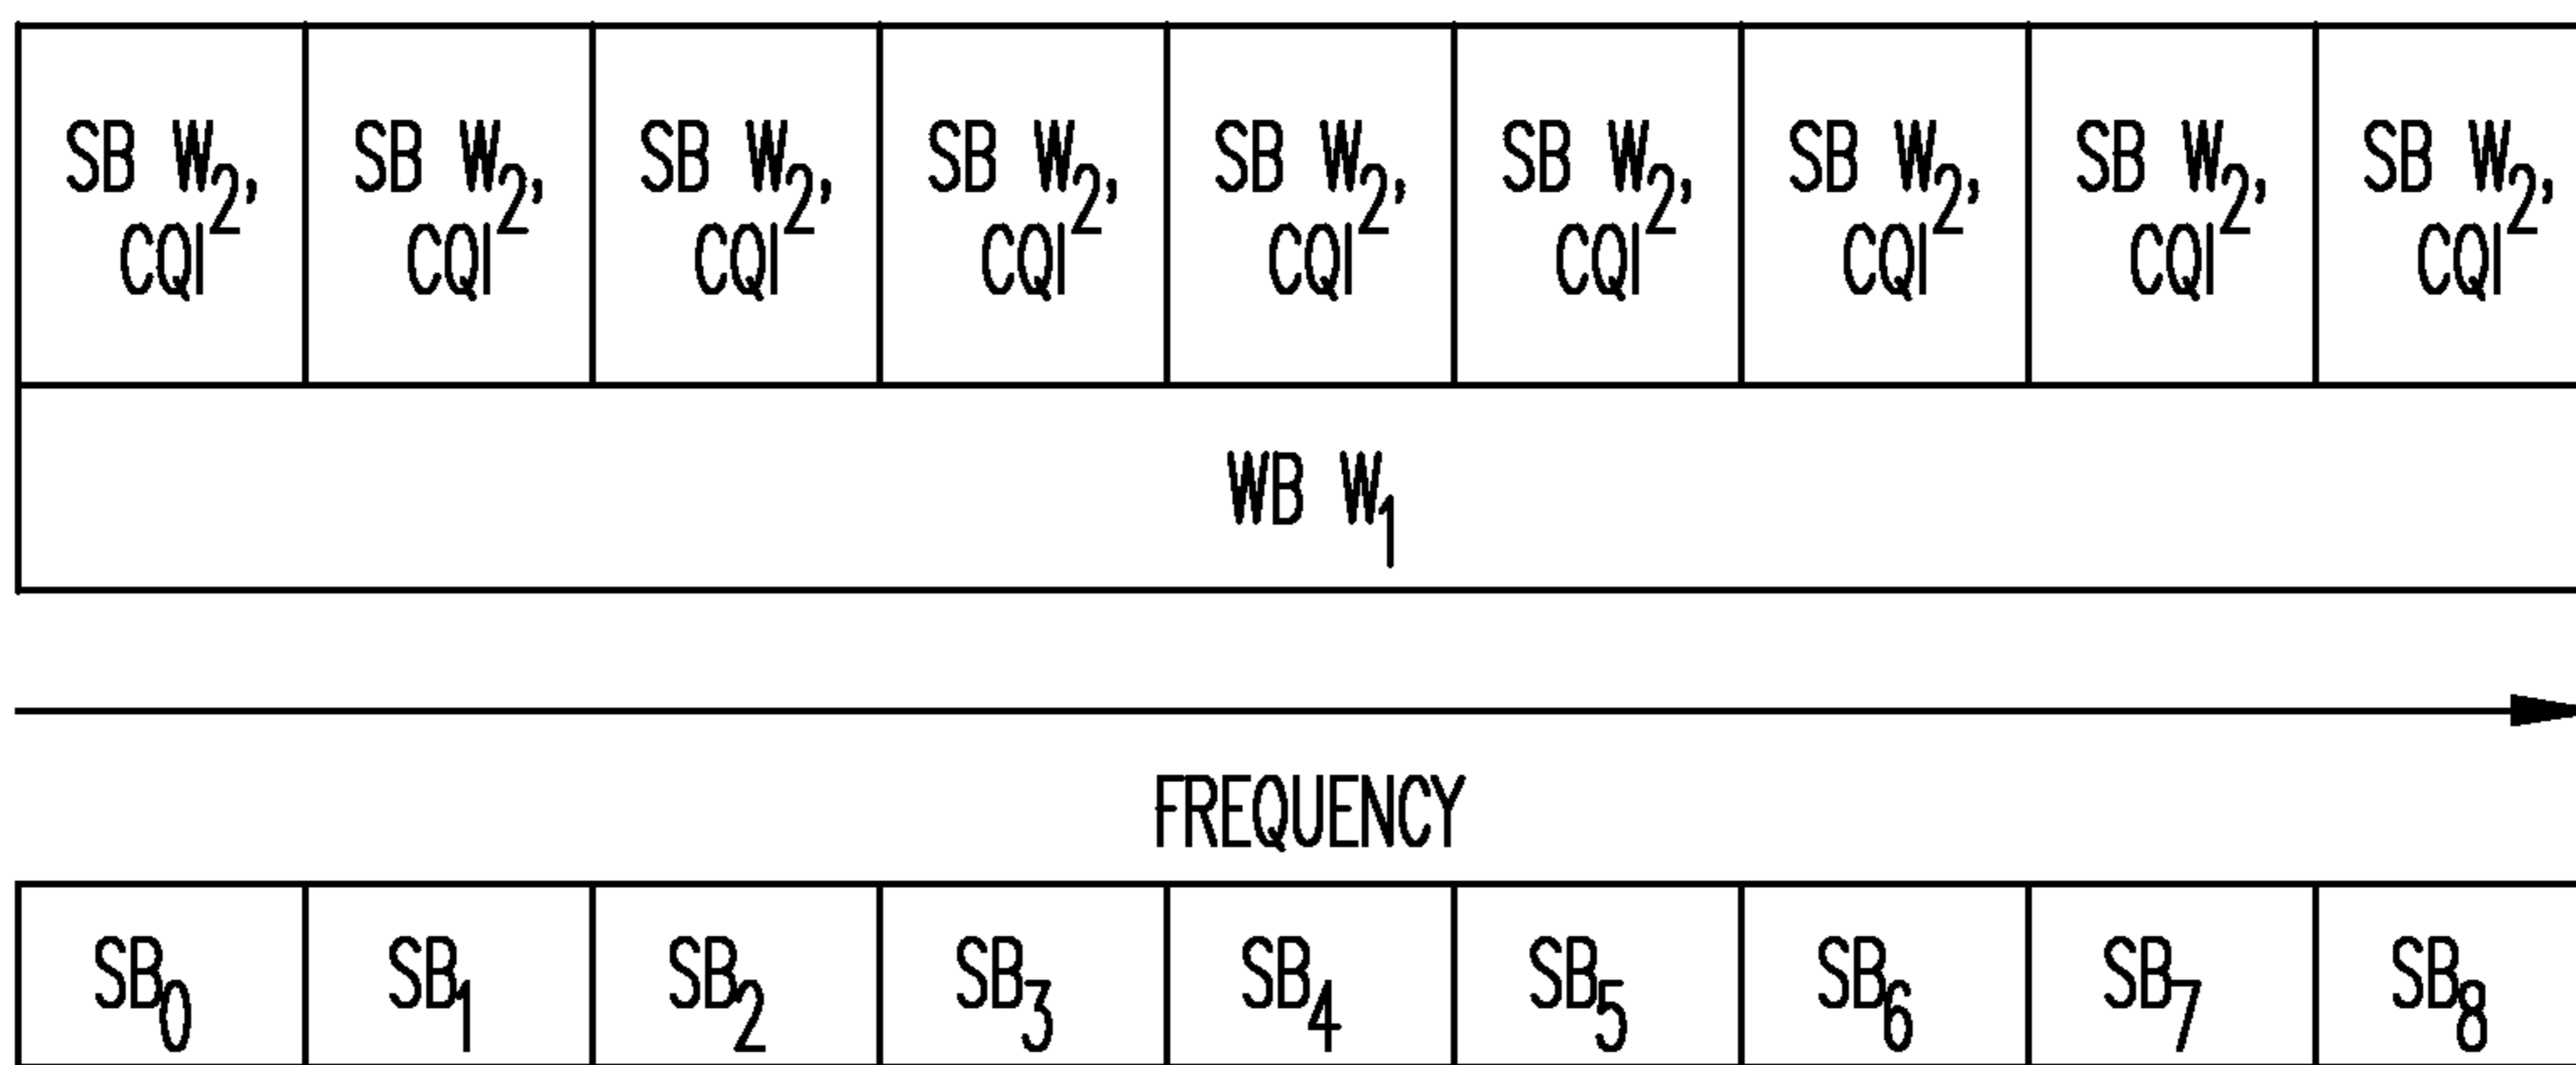 SB W₂, SB W₂, SB W₂, SB W₂, SB W₂, SB W₂, SB W₂, SB W₂, SB W₂,
CQI CQI CQI CQI CQI CQI CQI CQI CQI
WB W₁
FREQUENCY
SB₀ SB₁ SB₂ SB₃ SB₄ SB₅ SB₆ SB₇ SB₈